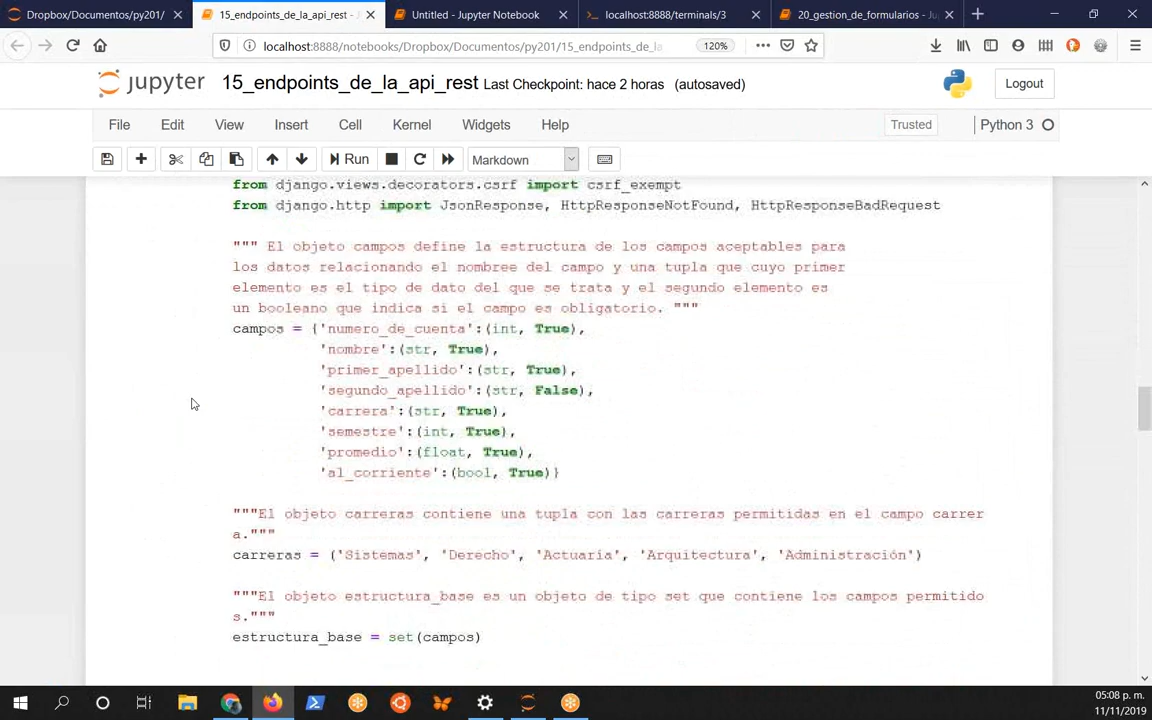 Dropbox/Documentos/py201/
15_endpoints_de_la_api_rest -
Untitled - Jupyter Notebook
localhost:8888/terminals/3
20_gestion_de_formularios - Ju
localhost:8888/notebooks/Dropbox/Documentos/py201/15_endpoints_de_la
120%
jupyter
15_endpoints_de_la_api_rest Last Checkpoint: hace 2 horas (autosaved)
Logout
File Edit View Insert Cell Kernel Widgets Help
Trusted
Python 3
Run
Markdown
from django.views.decorators.csrf import csrf_exempt
from django.http import JsonResponse, HttpResponseNotFound, HttpResponseBadRequest
""" El objeto campos define la estructura de los campos aceptables para
los datos relacionando el nombree del campo y una tupla que cuyo primer
elemento es el tipo de dato del que se trata y el segundo elemento es
un booleano que indica si el campo es obligatorio. """
campos = {'numero_de_cuenta':(int, True),
'nombre':(str, True),
'primer_apellido':(str, True),
'segundo_apellido':(str, False),
'carrera':(str, True),
'semestre':(int, True),
'promedio':(float, True),
'al_corriente':(bool, True)}
"""El objeto carreras contiene una tupla con las carreras permitidas en el campo carrer
a."""
carreras = ('Sistemas', 'Derecho', 'Actuaría', 'Arquitectura', 'Administración')
"""El objeto estructura_base es un objeto de tipo set que contiene los campos permitido
s."""
estructura_base = set(campos)
05:08 p. m.
11/11/2019